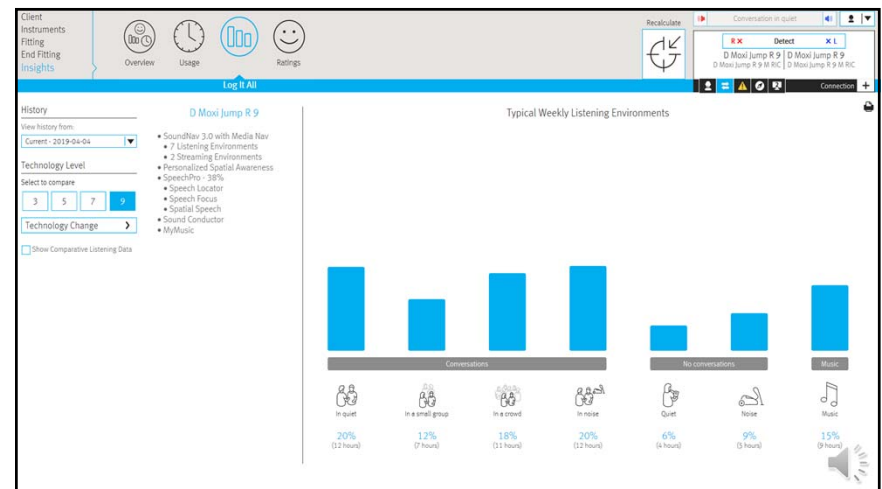 Client
Instruments
Fitting
End Fitting
Insights
Overview
Usage
Ratings
Log It All
Recalculate
Conversation in quiet
R X Detect X L
D Moxi Jump R 9 D Moxi Jump R 9
D Moxi Jump R 9 M RIC D Moxi Jump R 9 M RIC
Connection +
History
View history from:
Current - 2019-04-04
Technology Level
Select to compare
3 5 7 9
Technology Change
Show Comparative Listening Data
D Moxi Jump R 9
• SoundNav 3.0 with Media Nav
• 7 Listening Environments
• 2 Streaming Environments
• Personalized Spatial Awareness
• SpeechPro - 38%
• Speech Locator
• Speech Focus
• Spatial Speech
• Sound Conductor
• MyMusic
Typical Weekly Listening Environments
Conversations No conversations Music
In quiet In a small group In a crowd In noise Quiet Noise Music
20% 12% 18% 20% 6% 9% 15%
(12 hours) (7 hours) (11 hours) (12 hours) (4 hours) hours) (9 hours)